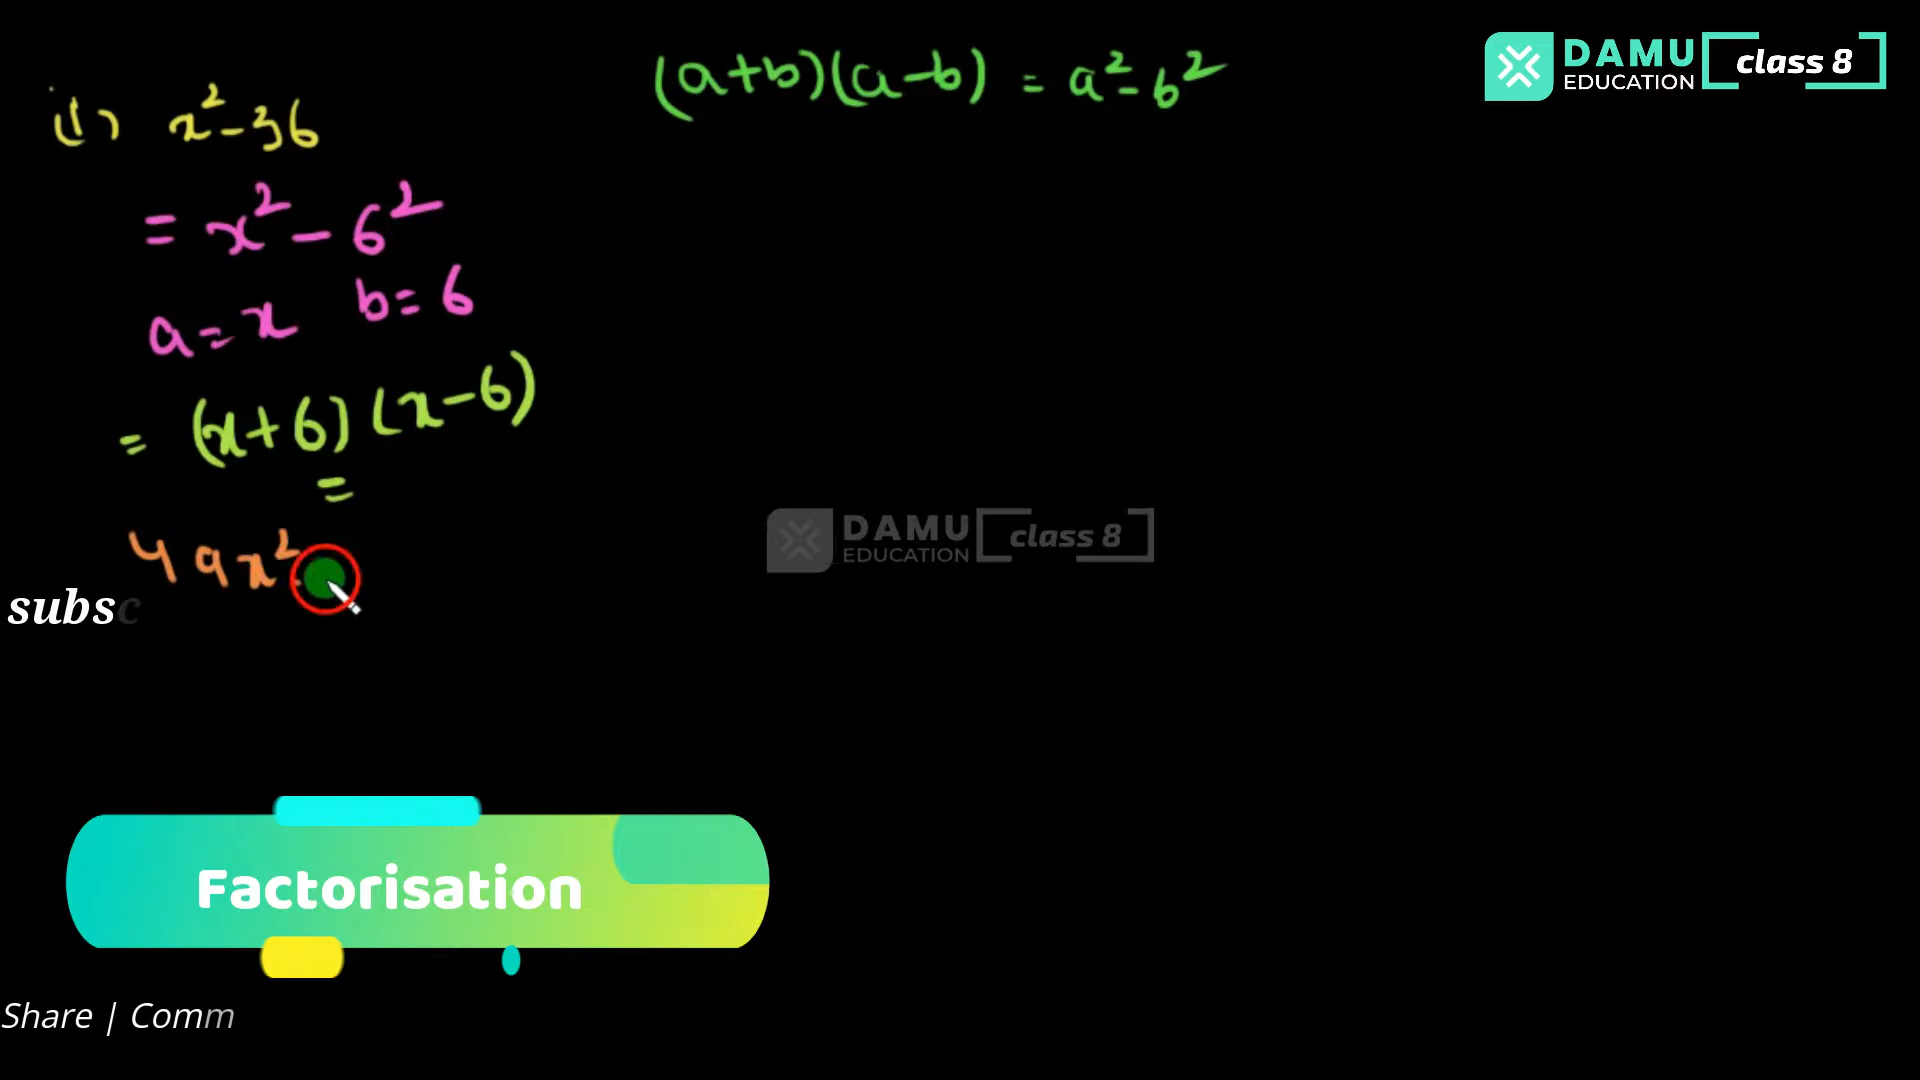 (i) x² - 36
(a+b)(a-b) = a² - b²
DAMU
EDUCATION
class 8
= x² - 6²
a = x b = 6
= (x+6) (x-6)
=
49x²
DAMU
EDUCATION
class 8
subsc
Factorisation
Share | Comm